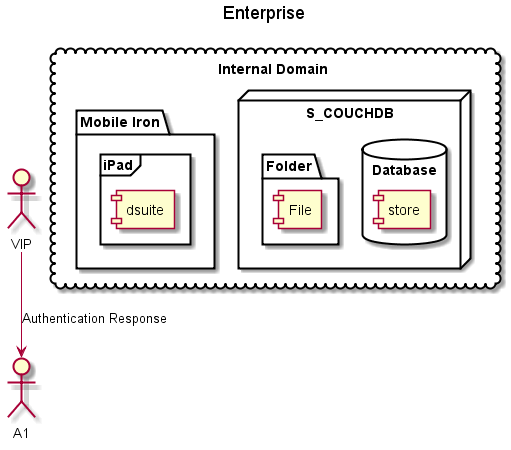 Enterprise
Internal Domain
Mobile Iron
S_COUCHDB
iPad
Folder
Database
dsuite
File
store
VIP
Authentication Response
A1